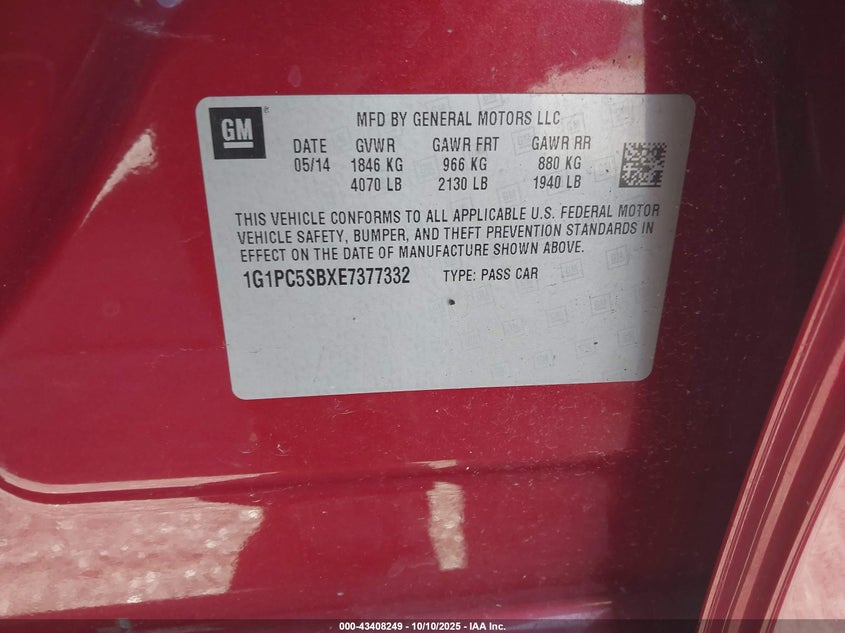 GM
®
MFD BY GENERAL MOTORS LLC
DATE GVWR GAWR FRT GAWR RR
05/14 1846 KG 966 KG 880 KG
4070 LB 2130 LB 1940 LB
THIS VEHICLE CONFORMS TO ALL APPLICABLE U.S. FEDERAL MOTOR
VEHICLE SAFETY, BUMPER, AND THEFT PREVENTION STANDARDS IN
EFFECT ON THE DATE OF MANUFACTURE SHOWN ABOVE.
1G1PC5SBXE7377332 TYPE: PASS CAR
000-43408249 - 10/10/2025 - IAA Inc.